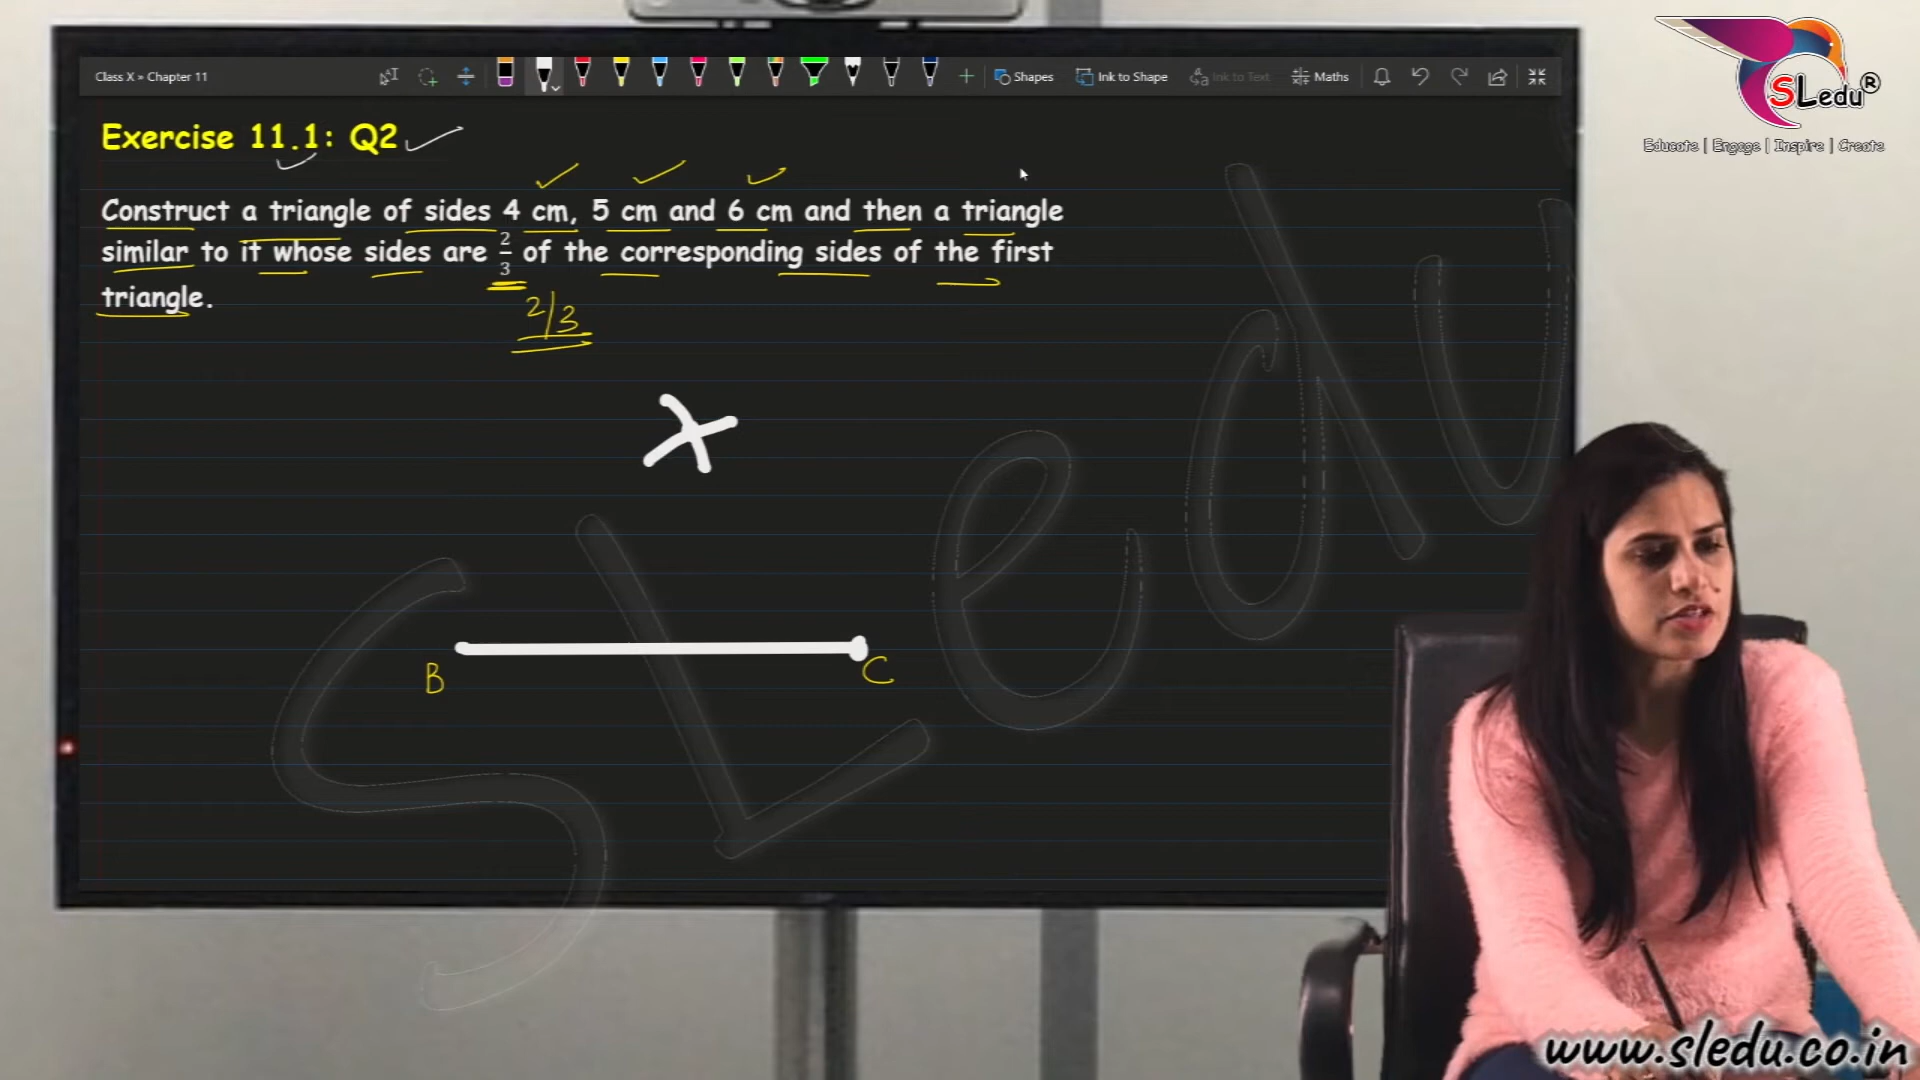 SLedu®
Educate | Engage | Inspire | Create
Class X » Chapter 11
Shapes
Ink to Shape
Ink to Text
Maths
Exercise 11.1: Q2
Construct a triangle of sides 4 cm, 5 cm and 6 cm and then a triangle
similar to it whose sides are 2/3 of the corresponding sides of the first
triangle.
2/3
B
C
SLedu
www.sledu.co.in